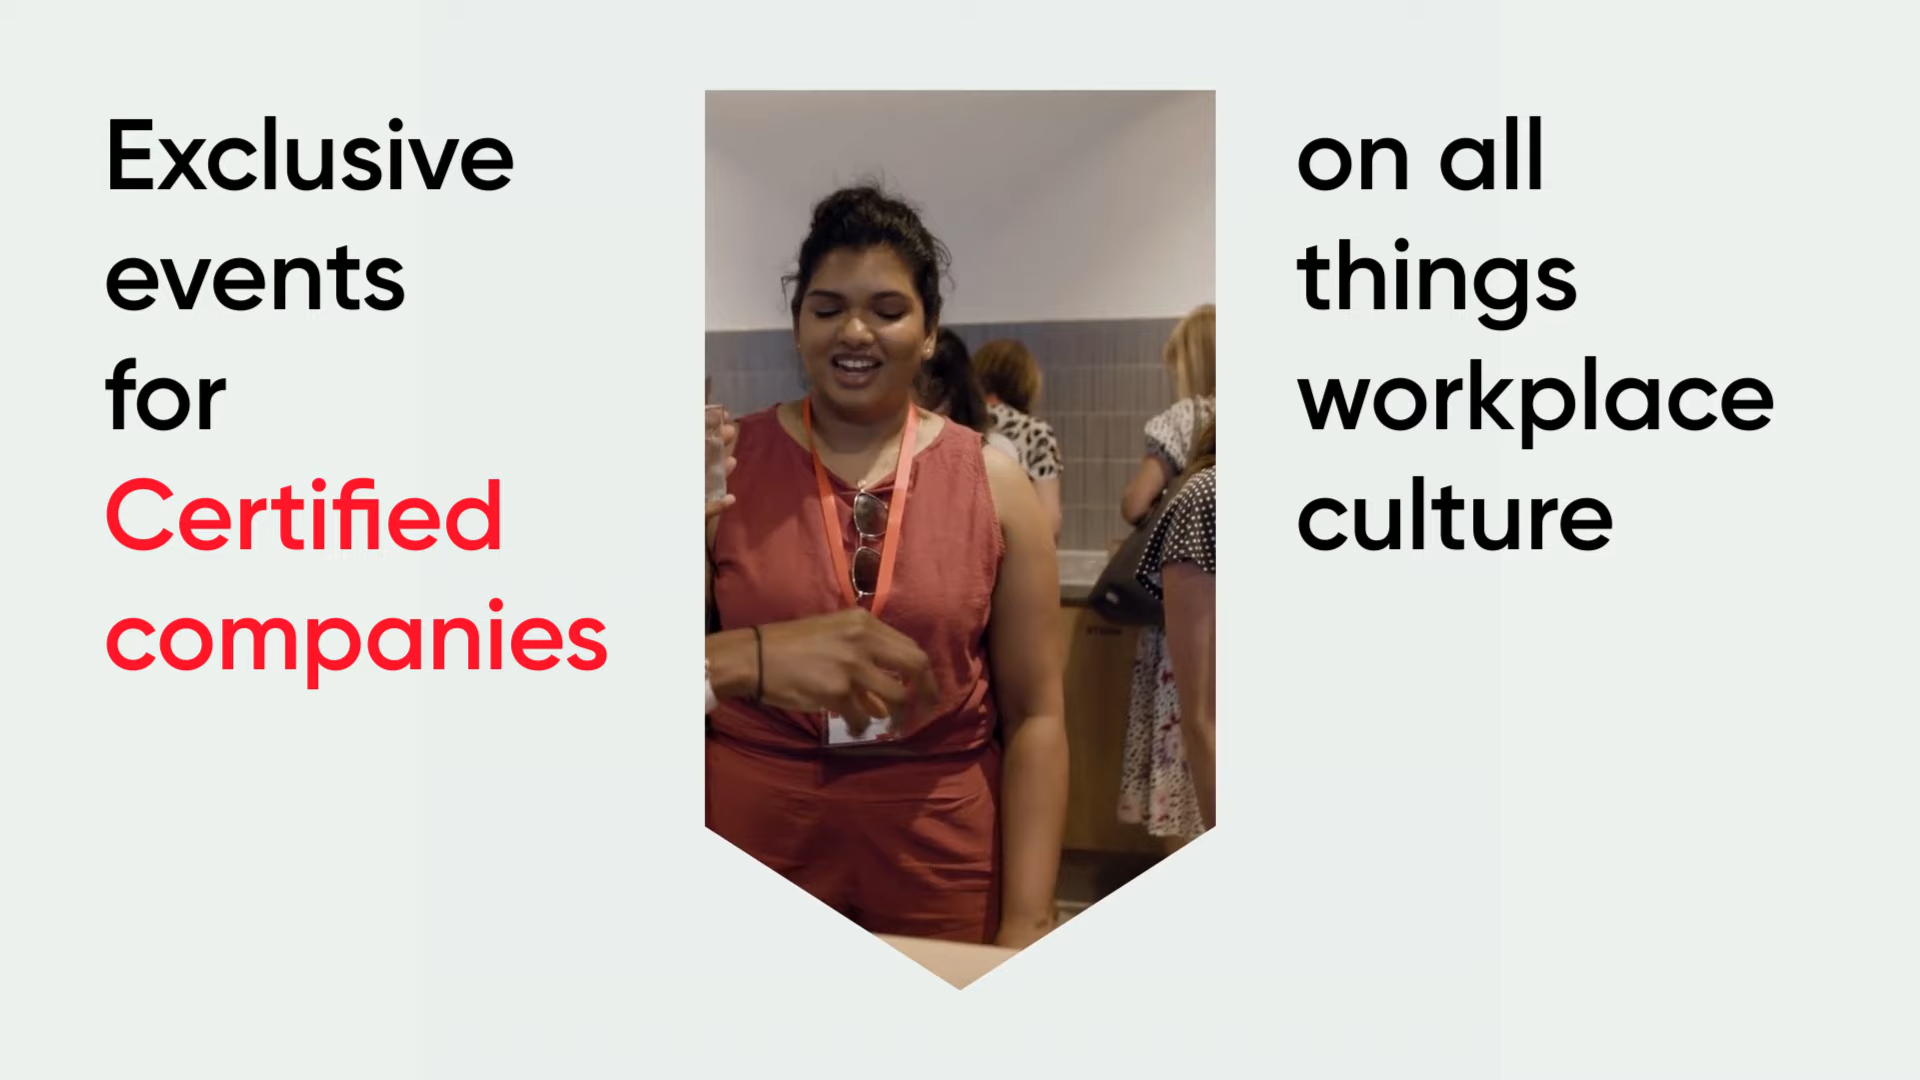 Exclusive
events
for
Certified
companies
on all
things
workplace
culture